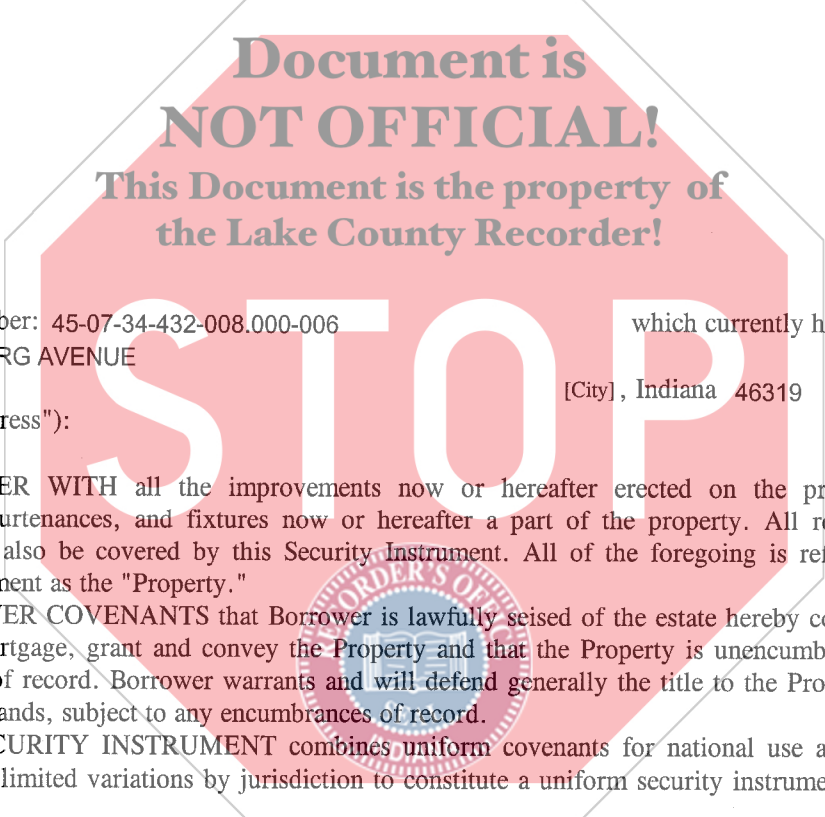 Document is
NOT OFFICIAL!
This Document is the property of
the Lake County Recorder!
STOP
ber: 45-07-34-432-008.000-006 which currently h
RG AVENUE
[City] , Indiana 46319
ress"):
ER WITH all the improvements now or hereafter erected on the pr
urtenances, and fixtures now or hereafter a part of the property. All r
also be covered by this Security Instrument. All of the foregoing is ref
nent as the "Property."
ER COVENANTS that Borrower is lawfully seised of the estate hereby c
rtgage, grant and convey the Property and that the Property is unencumb
of record. Borrower warrants and will defend generally the title to the Pro
ands, subject to any encumbrances of record.
CURITY INSTRUMENT combines uniform covenants for national use a
limited variations by jurisdiction to constitute a uniform security instrume
RECORDER'S OFFICE
SEAL
INDIANA